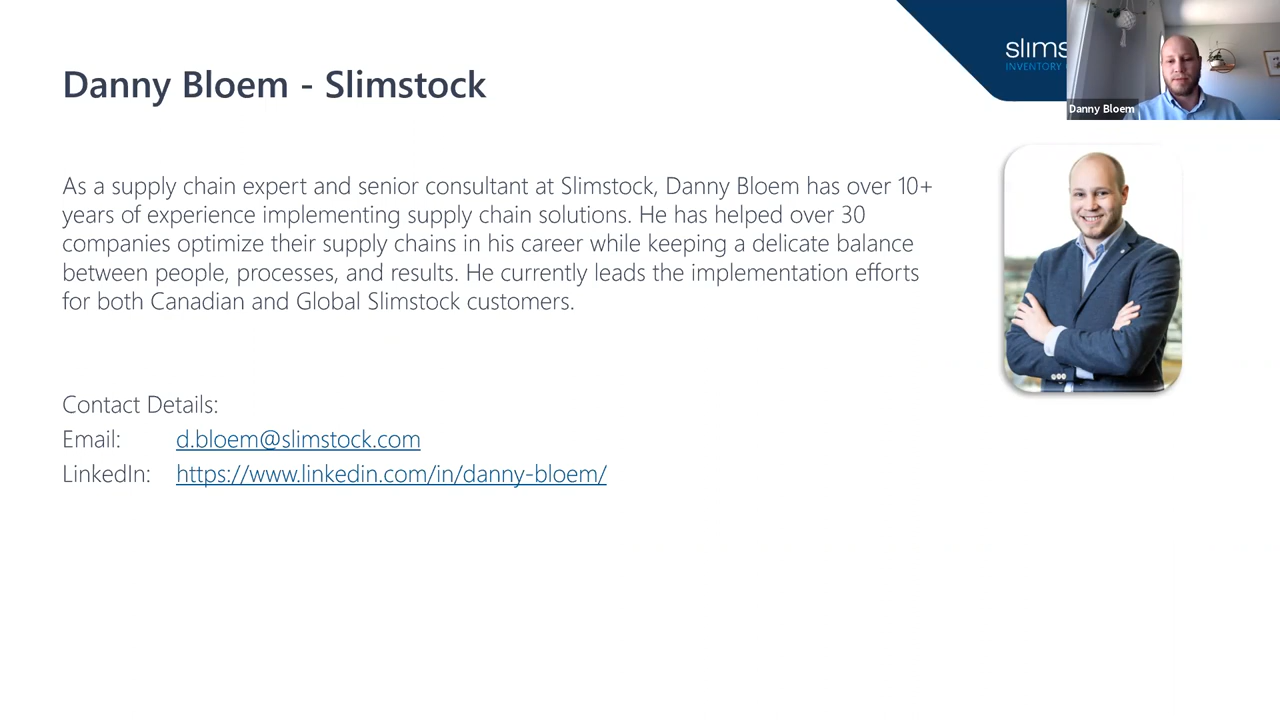 Danny Bloem - Slimstock
slims
INVENTORY
Danny Bloem
As a supply chain expert and senior consultant at Slimstock, Danny Bloem has over 10+
years of experience implementing supply chain solutions. He has helped over 30
companies optimize their supply chains in his career while keeping a delicate balance
between people, processes, and results. He currently leads the implementation efforts
for both Canadian and Global Slimstock customers.
Contact Details:
Email: d.bloem@slimstock.com
LinkedIn: https://www.linkedin.com/in/danny-bloem/